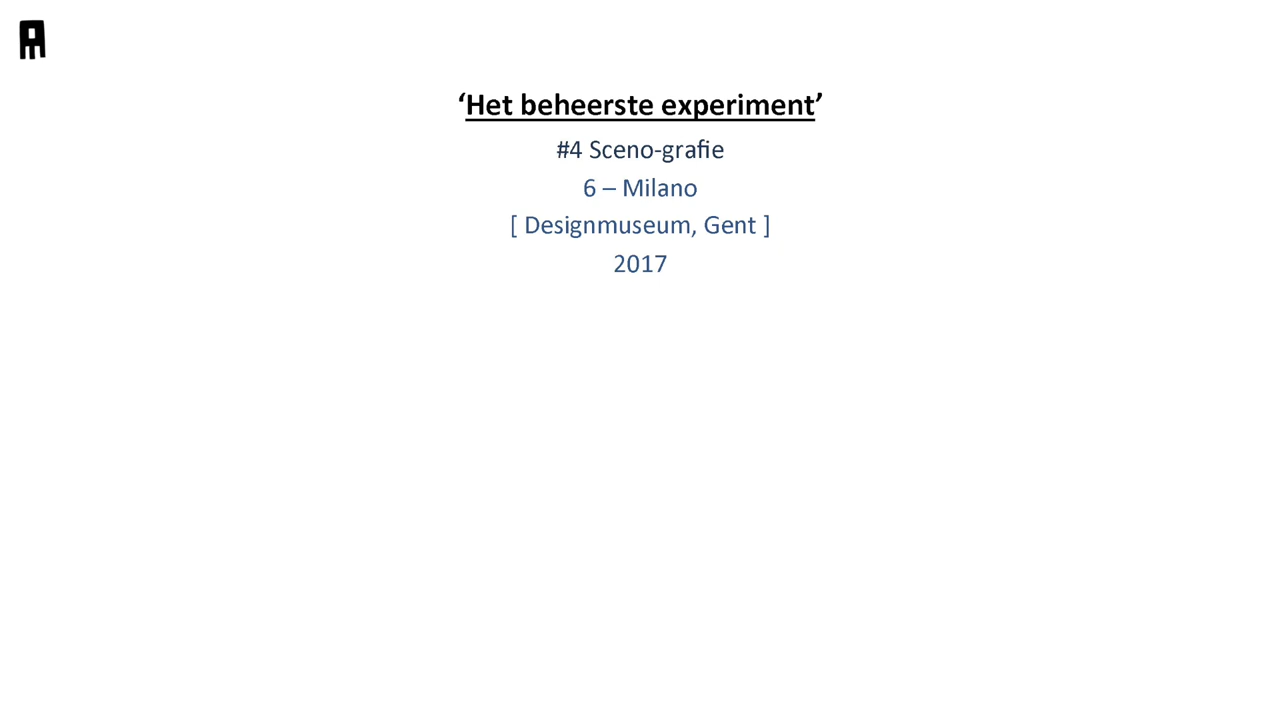 ‘Het beheerste experiment’
#4 Sceno-grafie
6 – Milano
[ Designmuseum, Gent ]
2017